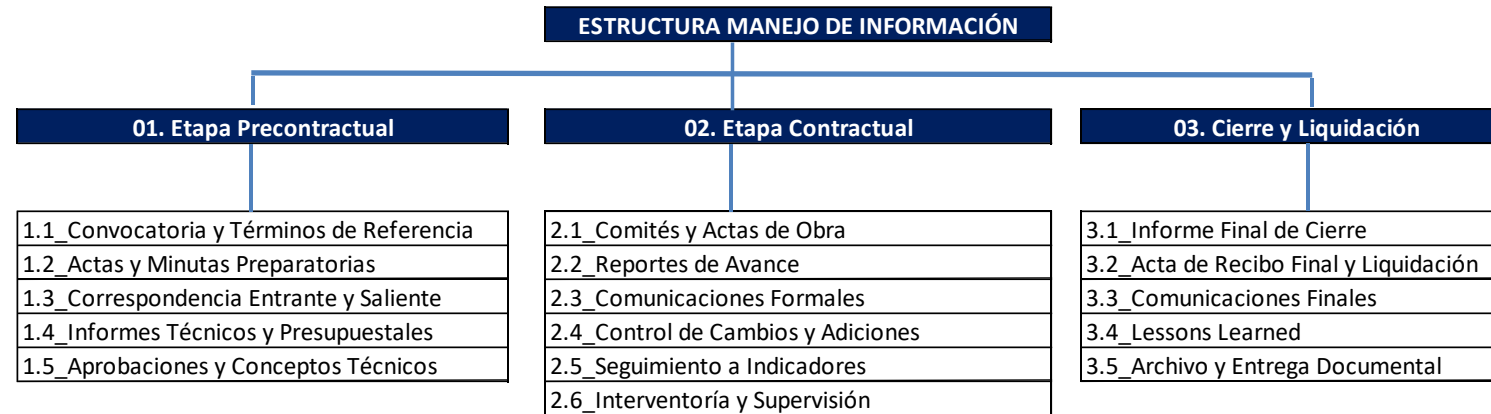 ESTRUCTURA MANEJO DE INFORMACIÓN
01. Etapa Precontractual
1.1_Convocatoria y Términos de Referencia
1.2_Actas y Minutas Preparatorias
1.3_Correspondencia Entrante y Saliente
1.4_Informes Técnicos y Presupuestales
1.5_Aprobaciones y Conceptos Técnicos
02. Etapa Contractual
2.1_Comités y Actas de Obra
2.2_Reportes de Avance
2.3_Comunicaciones Formales
2.4_Control de Cambios y Adiciones
2.5_Seguimiento a Indicadores
2.6_Interventoría y Supervisión
03. Cierre y Liquidación
3.1_Informe Final de Cierre
3.2_Acta de Recibo Final y Liquidación
3.3_Comunicaciones Finales
3.4_Lessons Learned
3.5_Archivo y Entrega Documental